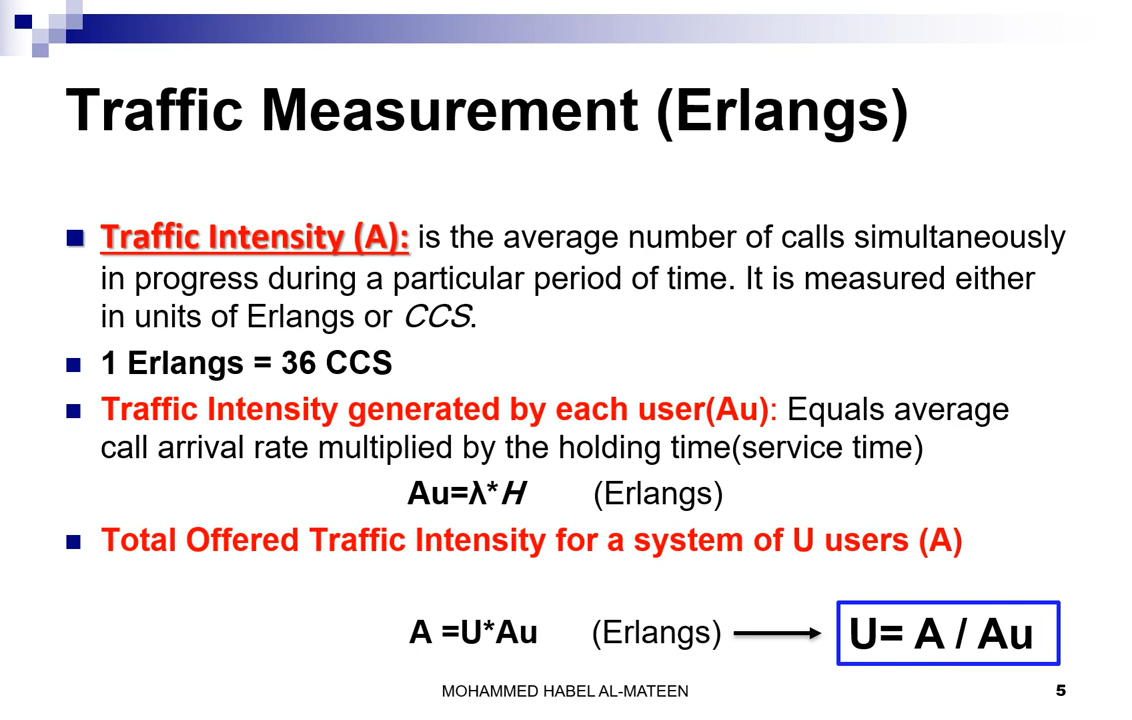 Traffic Measurement (Erlangs)
Traffic Intensity (A): is the average number of calls simultaneously
in progress during a particular period of time. It is measured either
in units of Erlangs or CCS.
1 Erlangs = 36 CCS
Traffic Intensity generated by each user(Au): Equals average
call arrival rate multiplied by the holding time(service time)
Au=λ*H (Erlangs)
Total Offered Traffic Intensity for a system of U users (A)
A =U*Au (Erlangs) U= A / Au
MOHAMMED HABEL AL-MATEEN 5